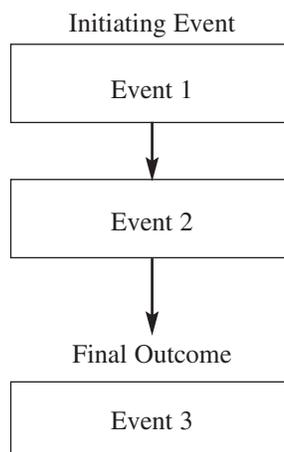 Initiating Event
Event 1
Event 2
Final Outcome
Event 3